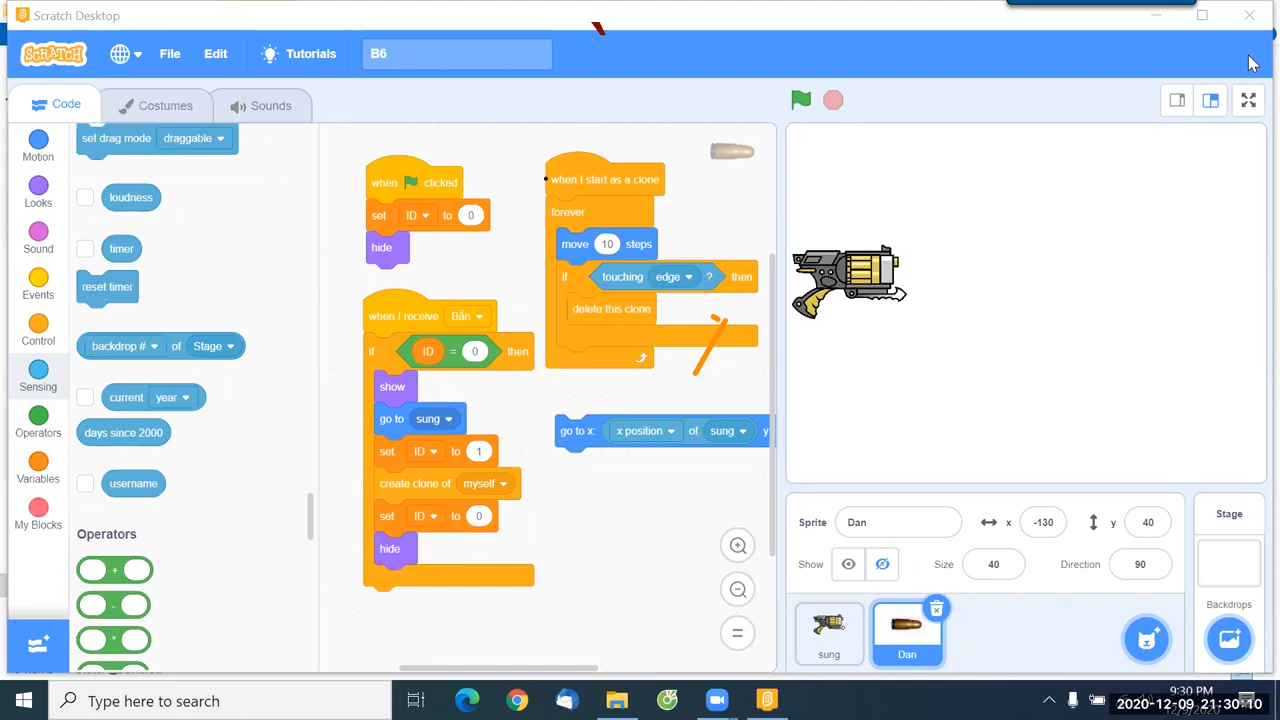 Scratch Desktop
SCRATCH File Edit Tutorials B6
Code Costumes Sounds
Motion
Looks
Sound
Events
Control
Sensing
Operators
Variables
My Blocks
set drag mode draggable
loudness
timer
reset timer
backdrop # of Stage
current year
days since 2000
username
Operators
+
-
*
when clicked
set ID to 0
hide
when I receive Bắn
if ID = 0 then
show
go to sung
set ID to 1
create clone of myself
set ID to 0
hide
when I start as a clone
forever
move 10 steps
if touching edge ? then
delete this clone
go to x: x position of sung y
Sprite Dan x -130 y 40
Show Size 40 Direction 90
sung
Dan
Stage
Backdrops
Type here to search
9:30 PM
2020-12-09 21:30:10